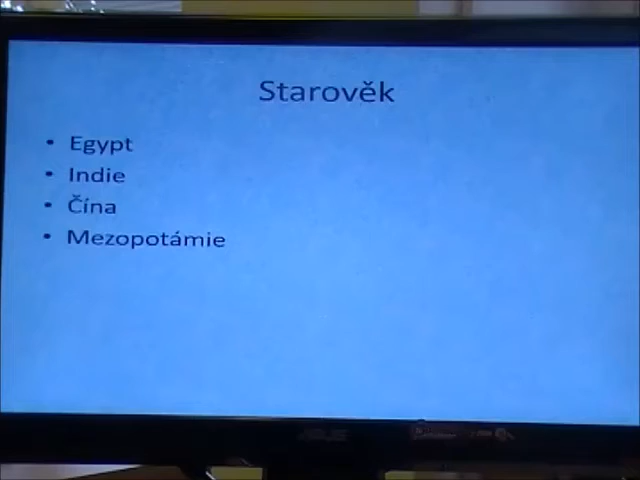 Starověk
• Egypt
• Indie
• Čína
• Mezopotámie